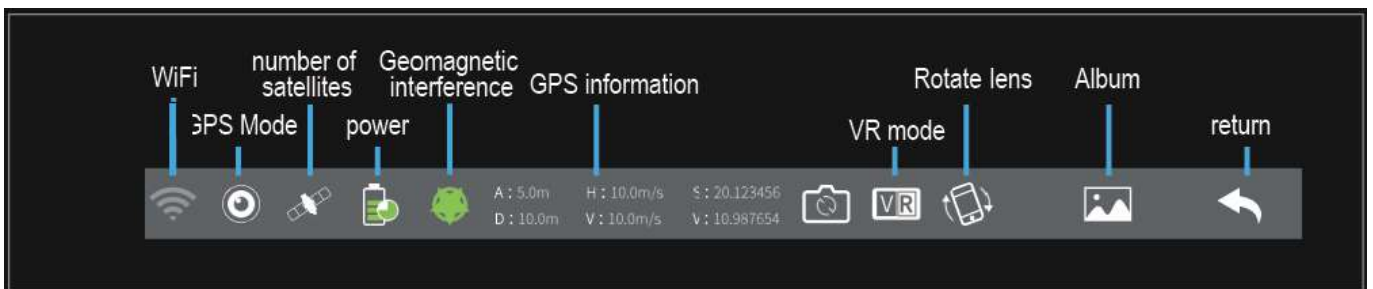 WiFi
number of
satellites
Geomagnetic
interference
GPS information
Rotate lens
Album
GPS Mode
power
VR mode
return
A : 5.0m
H : 10.0m/s
S : 20.123456
D : 10.0m
V : 10.0m/s
V : 10.987654
VR